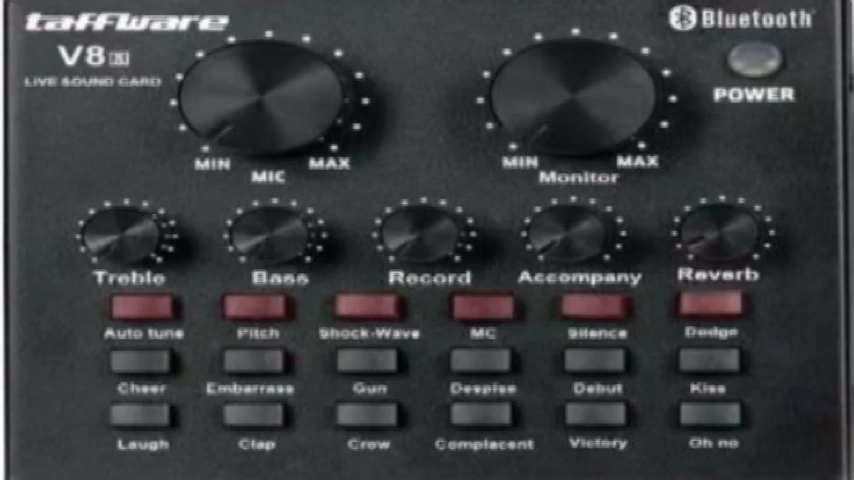 taffware
Bluetooth
V8
LIVE SOUND CARD
POWER
MIN MAX
MIC
MIN MAX
Monitor
Treble Bass Record Accompany Reverb
Auto tune Pitch Shock-Wave MC Silence Dodge
Cheer Embarrass Gun Despise Debut Kiss
Laugh Clap Crow Complacent Victory Oh no